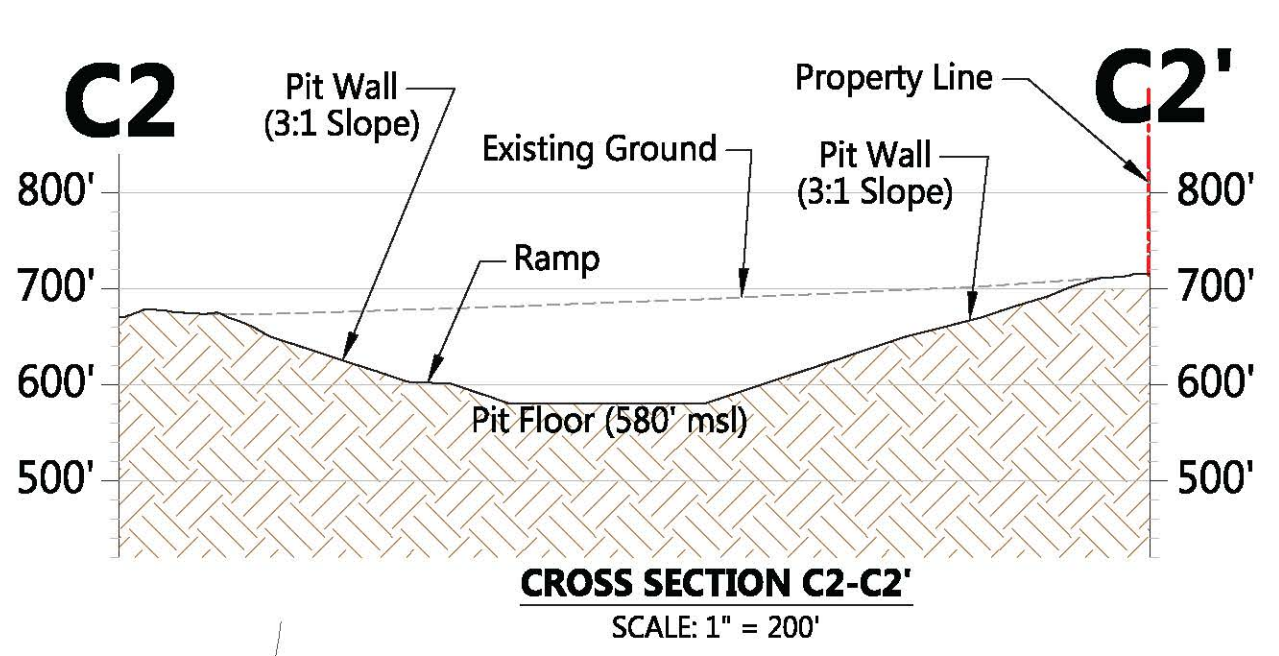 C2
C2'
Pit Wall
(3:1 Slope)
Property Line
Existing Ground
Pit Wall
(3:1 Slope)
800'
800'
Ramp
700'
700'
600'
600'
Pit Floor (580' msl)
500'
500'
CROSS SECTION C2-C2'
SCALE: 1" = 200'